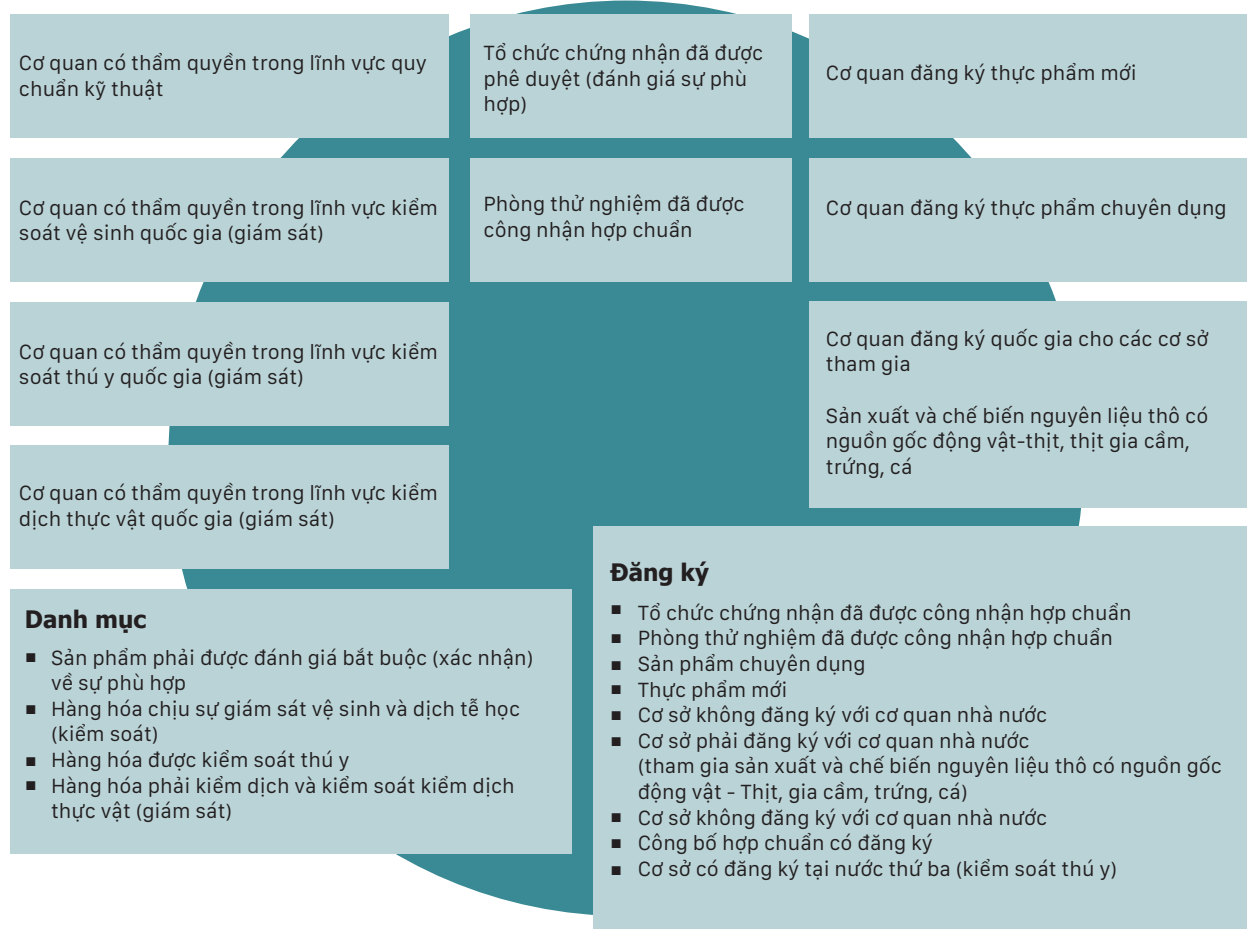 Cơ quan có thẩm quyền trong lĩnh vực quy
chuẩn kỹ thuật
Tổ chức chứng nhận đã được
phê duyệt (đánh giá sự phù
hợp)
Cơ quan đăng ký thực phẩm mới
Cơ quan có thẩm quyền trong lĩnh vực kiểm
soát vệ sinh quốc gia (giám sát)
Phòng thử nghiệm đã được
công nhận hợp chuẩn
Cơ quan đăng ký thực phẩm chuyên dụng
Cơ quan có thẩm quyền trong lĩnh vực kiểm
soát thú y quốc gia (giám sát)
Cơ quan đăng ký quốc gia cho các cơ sở
tham gia
Sản xuất và chế biến nguyên liệu thô có
nguồn gốc động vật-thịt, thịt gia cầm,
trứng, cá
Cơ quan có thẩm quyền trong lĩnh vực kiểm
dịch thực vật quốc gia (giám sát)
Danh mục
■ Sản phẩm phải được đánh giá bắt buộc (xác nhận)
về sự phù hợp
■ Hàng hóa chịu sự giám sát vệ sinh và dịch tễ học
(kiểm soát)
■ Hàng hóa được kiểm soát thú y
■ Hàng hóa phải kiểm dịch và kiểm soát kiểm dịch
thực vật (giám sát)
Đăng ký
■ Tổ chức chứng nhận đã được công nhận hợp chuẩn
■ Phòng thử nghiệm đã được công nhận hợp chuẩn
■ Sản phẩm chuyên dụng
■ Thực phẩm mới
■ Cơ sở không đăng ký với cơ quan nhà nước
■ Cơ sở phải đăng ký với cơ quan nhà nước
(tham gia sản xuất và chế biến nguyên liệu thô có nguồn gốc
động vật - Thịt, gia cầm, trứng, cá)
■ Cơ sở không đăng ký với cơ quan nhà nước
■ Công bố hợp chuẩn có đăng ký
■ Cơ sở có đăng ký tại nước thứ ba (kiểm soát thú y)